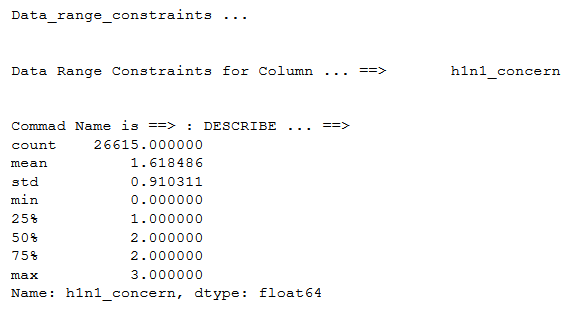 Data_range_constraints ...
Data Range Constraints for Column ... ==>        h1n1_concern
Commad Name is ==> : DESCRIBE ... ==>
count    26615.000000
mean         1.618486
std          0.910311
min          0.000000
25%          1.000000
50%          2.000000
75%          2.000000
max          3.000000
Name: h1n1_concern, dtype: float64